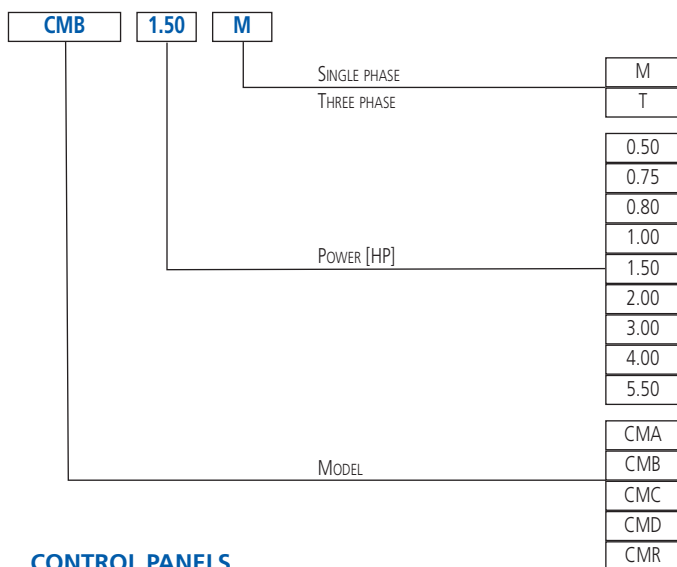 CMB 1.50 M
SINGLE PHASE M
THREE PHASE T
0.50
0.75
0.80
1.00
POWER [HP] 1.50
2.00
3.00
4.00
5.50
CMA
MODEL CMB
CMC
CMD
CMR
CONTROL PANELS